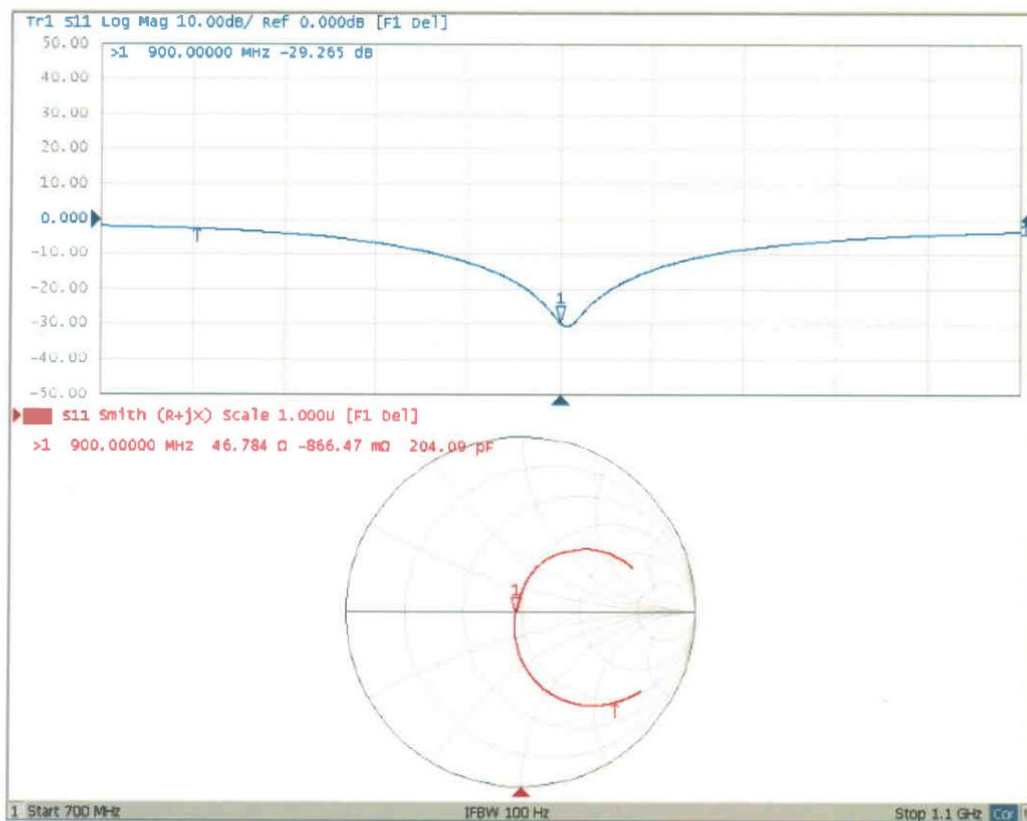 Tr1 S11 Log Mag 10.00dB/ Ref 0.000dB [F1 Del]
50.00
>1 900.00000 MHz -29.265 dB
40.00
30.00
20.00
10.00
0.000
-10.00
-20.00
1
-30.00
-40.00
-50.00
S11 Smith (R+jX) Scale 1.000U [F1 Del]
>1 900.00000 MHz 46.784 Ω -866.47 mΩ 204.09 pF
1
1 Start 700 MHz IFBW 100 Hz Stop 1.1 GHz Cor